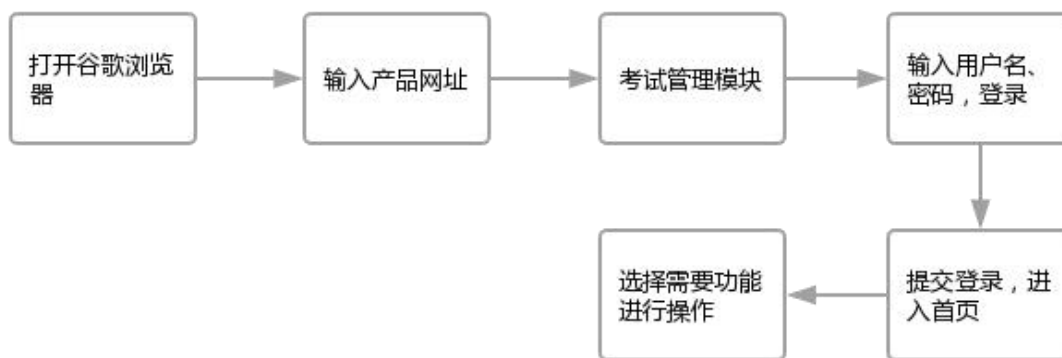 打开谷歌浏览
器
输入产品网址
考试管理模块
输入用户名、
密码，登录
提交登录，进
入首页
选择需要功能
进行操作